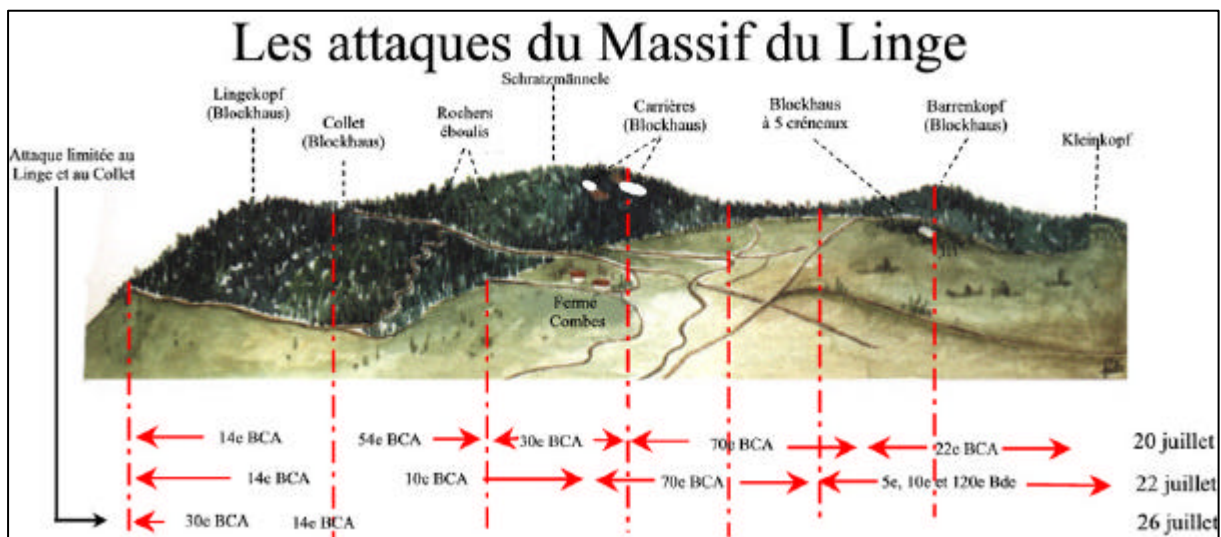 Les attaques du Massif du Linge
Schratzmännele
Lingekopf
(Blockhaus)
Collet
(Blockhaus)
Rochers
éboulis
Carrières
(Blockhaus)
Blockhaus
à 5 créneaux
Barrenkopf
(Blockhaus)
Kleinkopf
Attaque limitée au
Linge et au Collet
Ferme
Combes
14e BCA 54e BCA 30e BCA 70e BCA 22e BCA 20 juillet
14e BCA 10e BCA 70e BCA 5e, 10e et 120e Bde 22 juillet
30e BCA 14e BCA 26 juillet